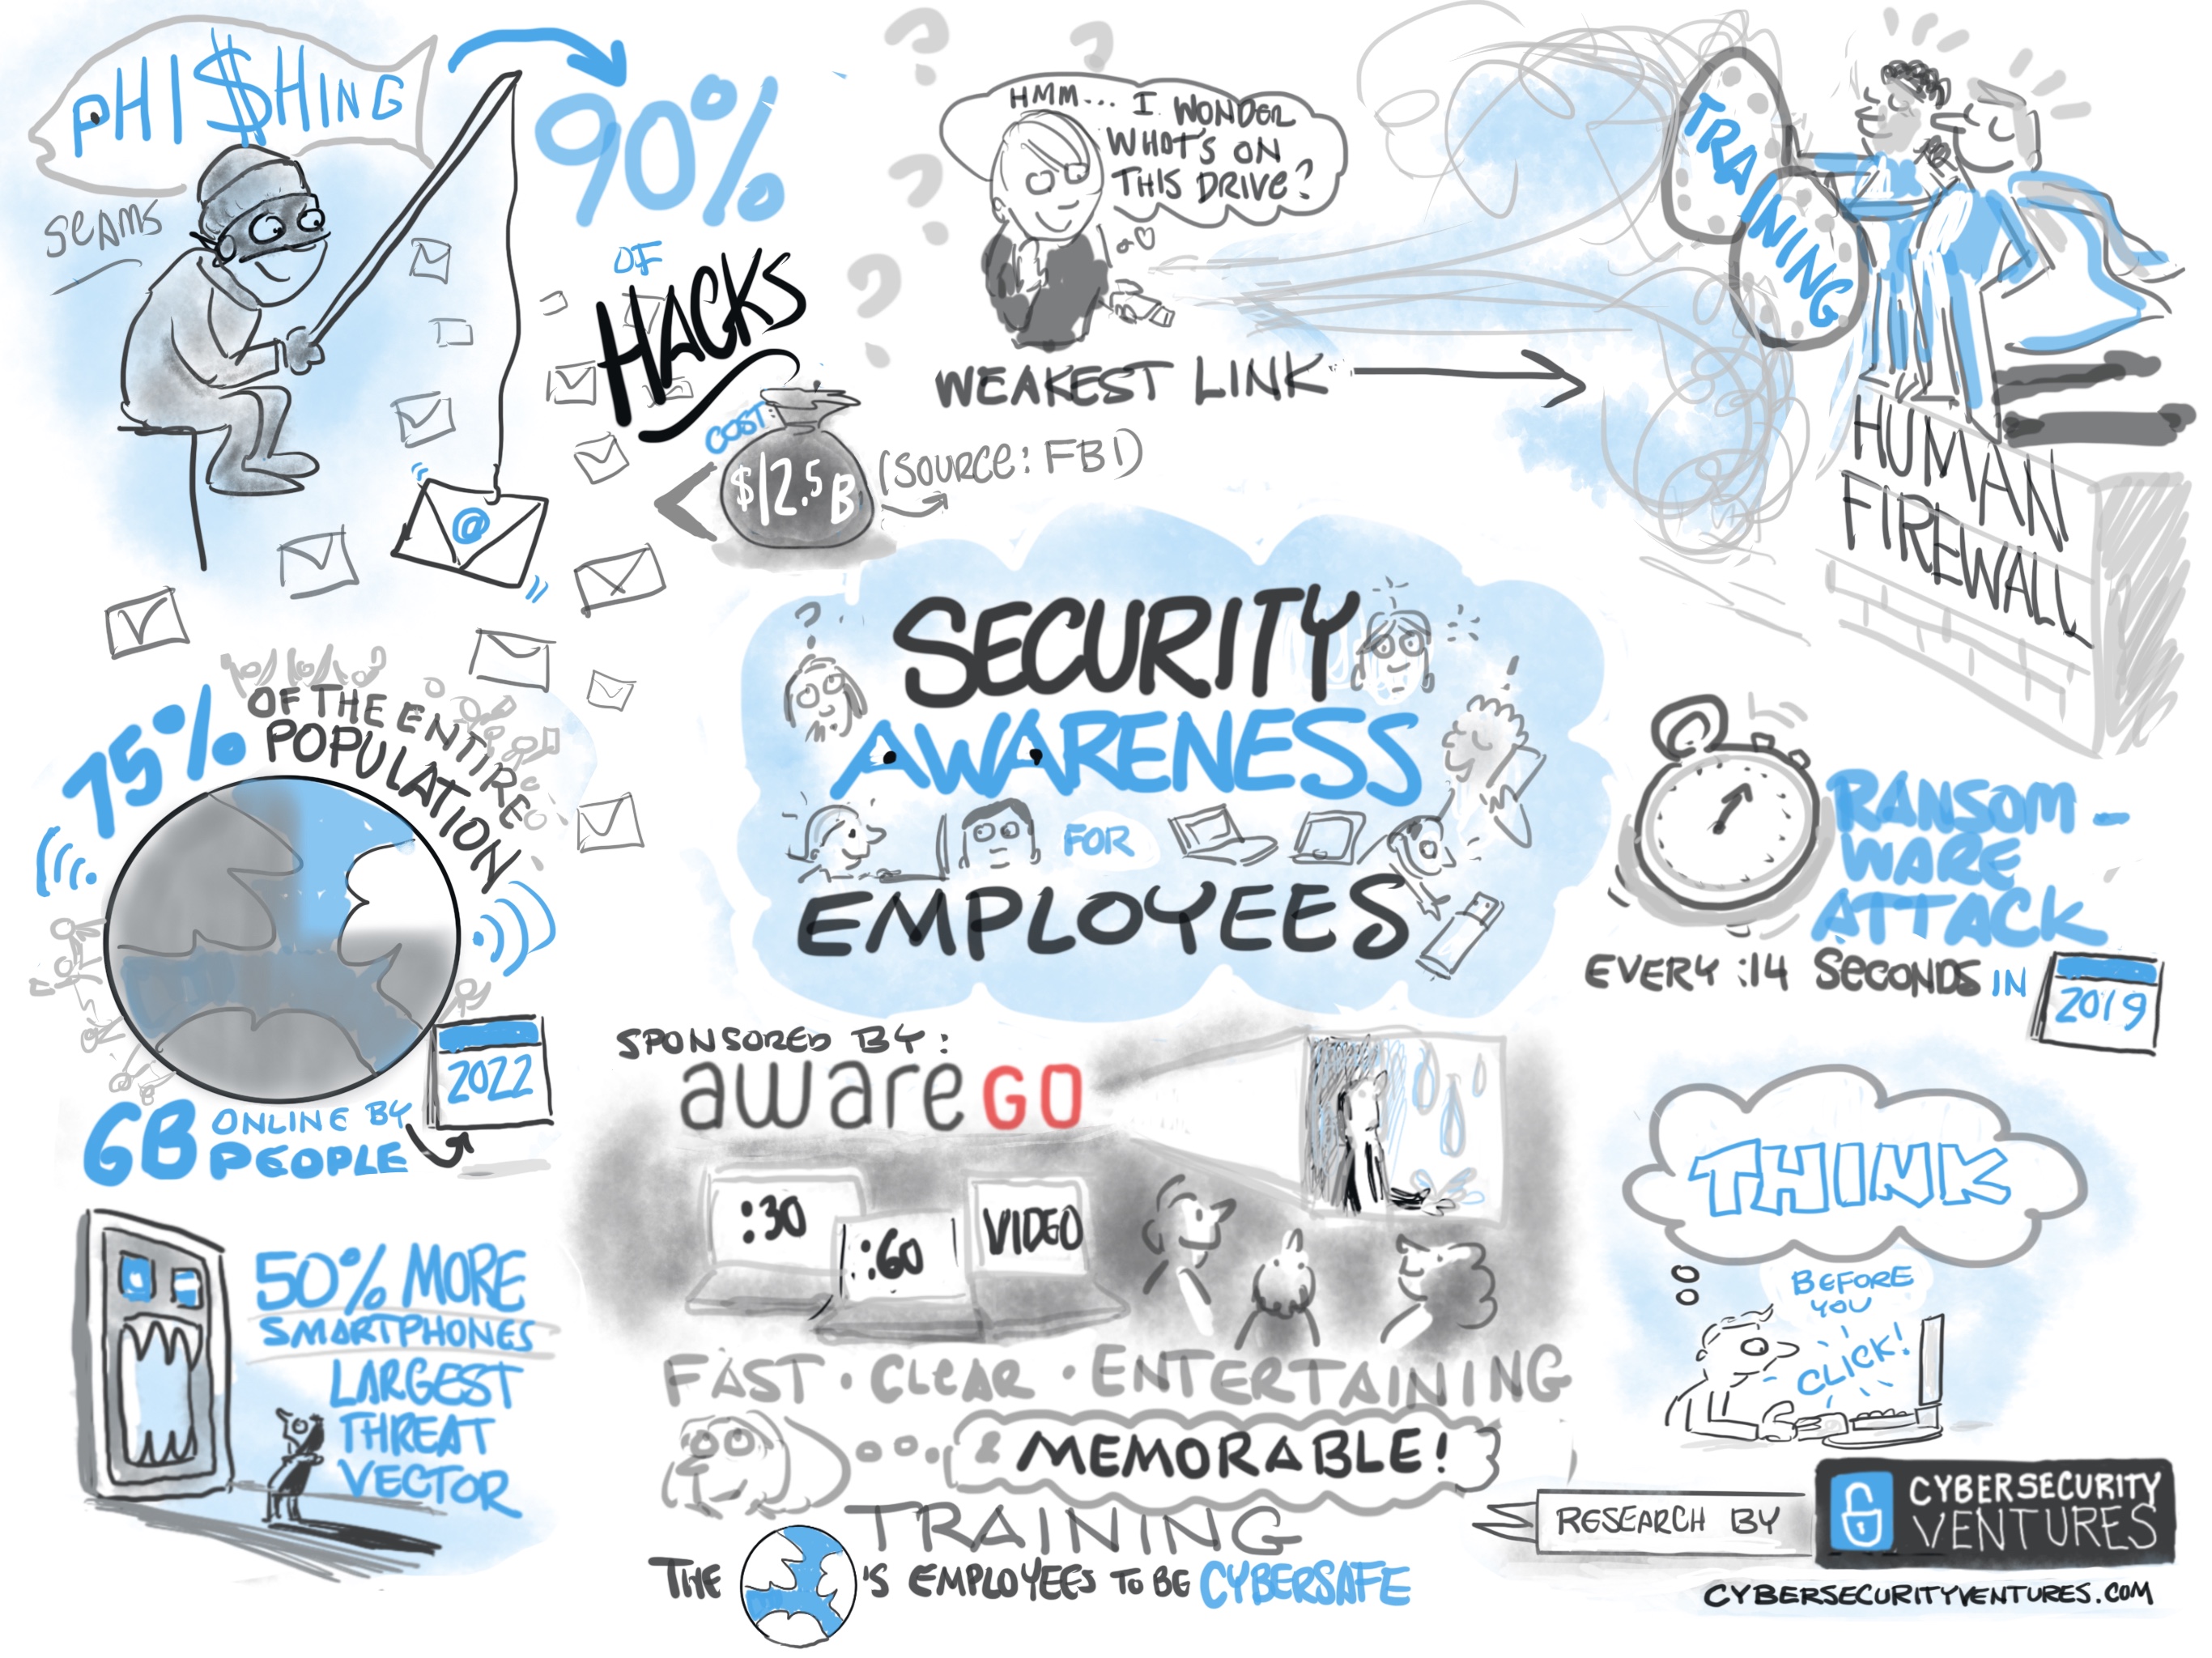 PHI$HING
SCAMS
90%
OF
HACKS
COST:
$12.5 B
(SOURCE: FBI)
@
HMM... I WONDER
WHAT'S ON
THIS DRIVE?
WEAKEST LINK
TRAINING
HUMAN
FIREWALL
SECURITY
AWARENESS
FOR
EMPLOYEES
75% OF THE ENTIRE
POPULATION
2022
6B ONLINE BY
PEOPLE
RANSOM-
WARE
ATTACK
EVERY :14 SECONDS IN
2019
50% MORE
SMARTPHONES
LARGEST
THREAT
VECTOR
SPONSORED BY:
aware GO
:30
:60
VIDEO
FAST · CLEAR · ENTERTAINING
& MEMORABLE!
TRAINING
THE 'S EMPLOYEES TO BE CYBERSAFE
THINK
BEFORE
YOU
CLICK!
RESEARCH BY
CYBERSECURITY
VENTURES
CYBERSECURITYVENTURES.COM